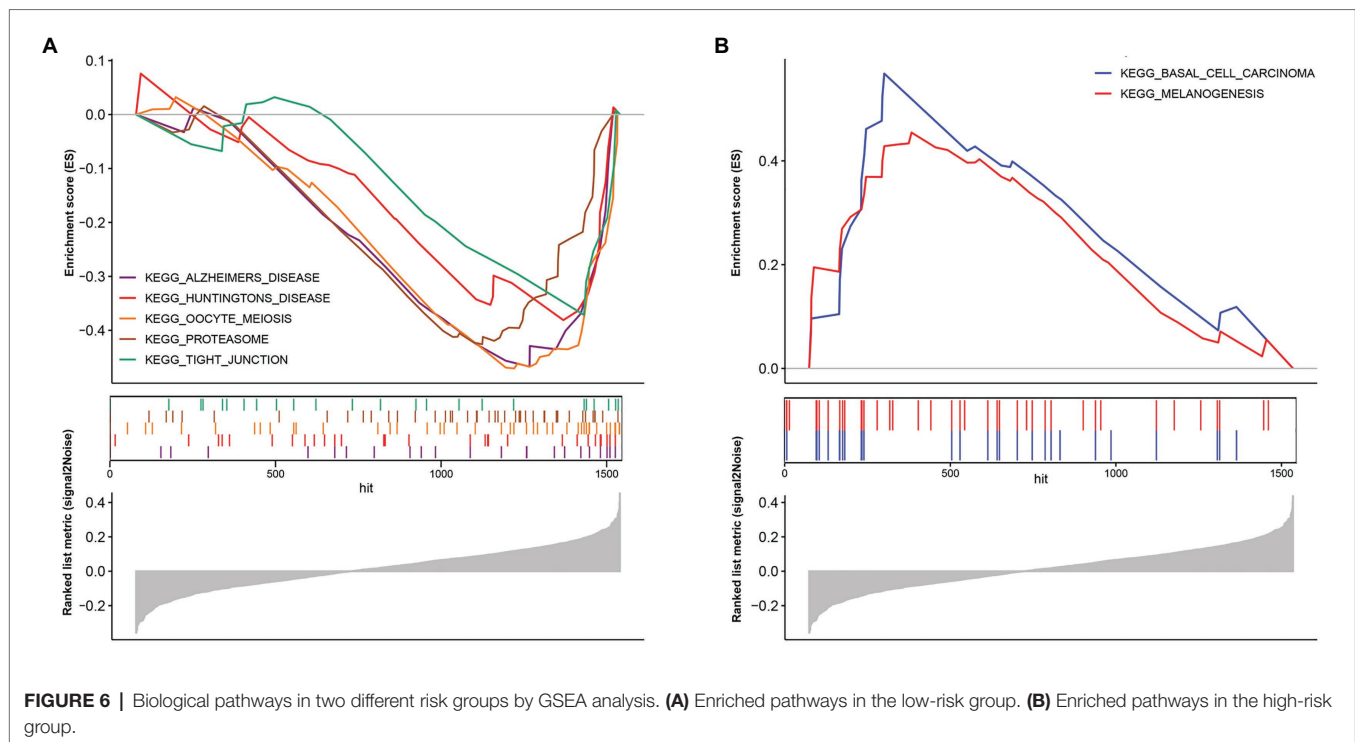 A
0.1
0.0
−0.1
−0.2
−0.3
−0.4
Enrichment score (ES)
KEGG_ALZHEIMERS_DISEASE
KEGG_HUNTINGTONS_DISEASE
KEGG_OOCYTE_MEIOSIS
KEGG_PROTEASOME
KEGG_TIGHT_JUNCTION
0
500
1000
1500
hit
0.4
0.2
0.0
−0.2
Ranked list metric (signal2Noise)
B
KEGG_BASAL_CELL_CARCINOMA
KEGG_MELANOGENESIS
0.4
0.2
0.0
Enrichment score (ES)
0
500
1000
1500
hit
0.4
0.2
0.0
−0.2
Ranked list metric (signal2Noise)
FIGURE 6 | Biological pathways in two different risk groups by GSEA analysis. (A) Enriched pathways in the low-risk group. (B) Enriched pathways in the high-risk
group.